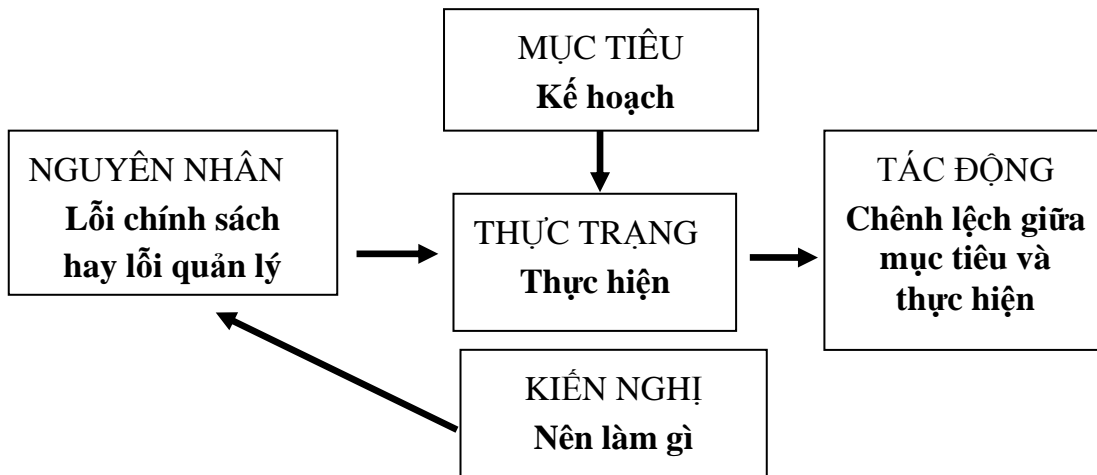 MỤC TIÊU
Kế hoạch
NGUYÊN NHÂN
Lỗi chính sách
hay lỗi quản lý
THỰC TRẠNG
Thực hiện
TÁC ĐỘNG
Chênh lệch giữa
mục tiêu và
thực hiện
KIẾN NGHỊ
Nên làm gì